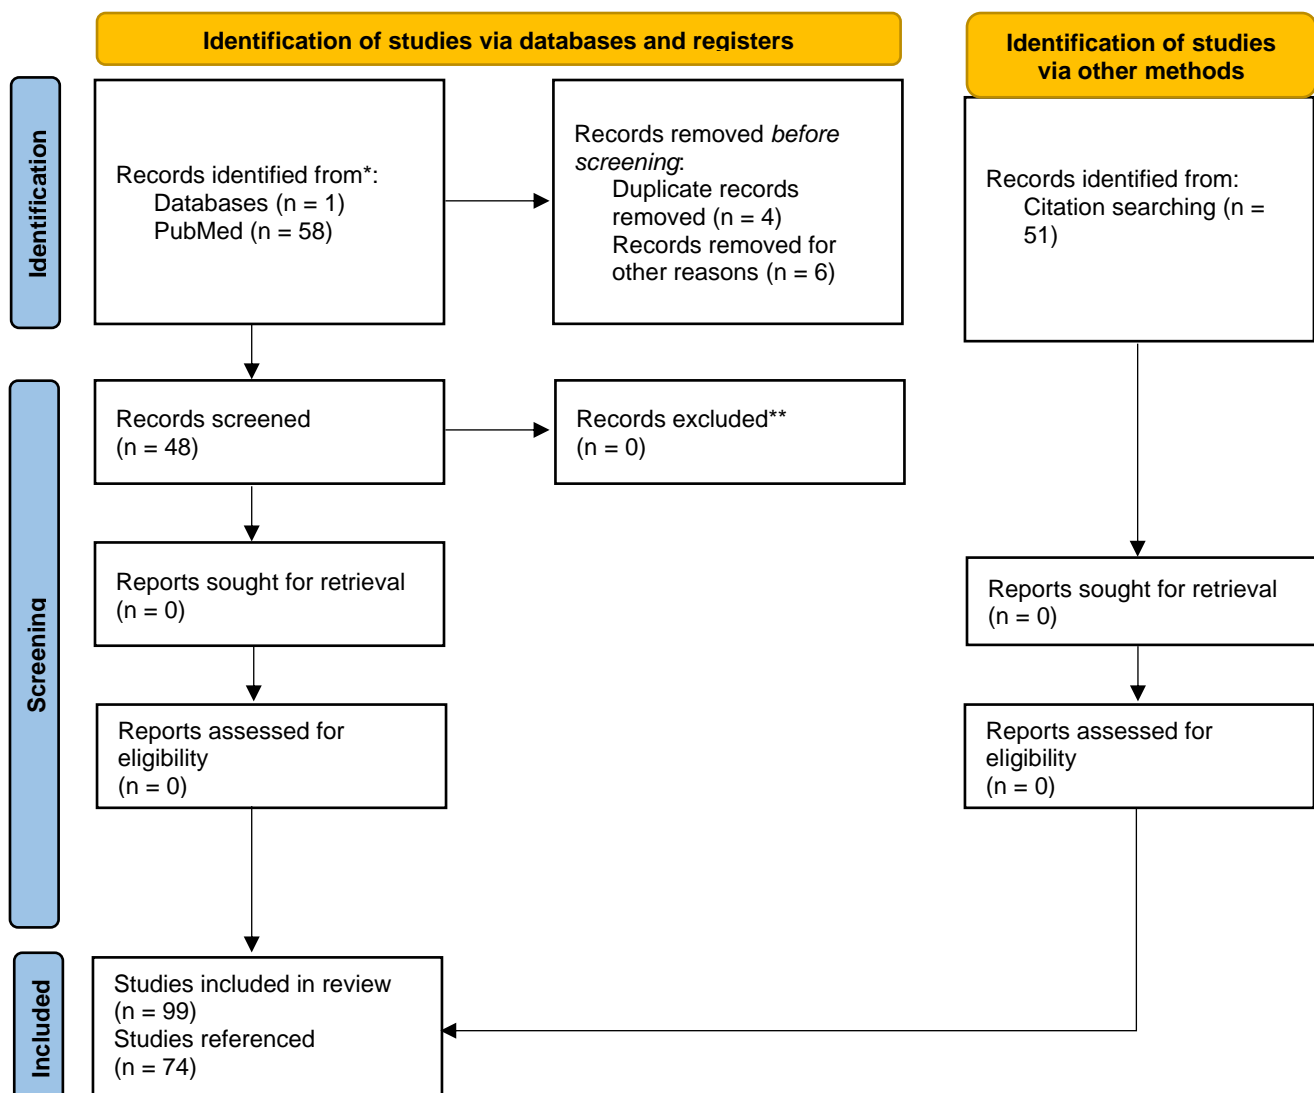 Identification of studies via databases and registers
Identification of studies
via other methods
Identification
Records identified from*:
Databases (n = 1)
PubMed (n = 58)
Records removed before
screening:
Duplicate records
removed (n = 4)
Records removed for
other reasons (n = 6)
Records identified from:
Citation searching (n =
51)
Screening
Records screened
(n = 48)
Records excluded**
(n = 0)
Reports sought for retrieval
(n = 0)
Reports sought for retrieval
(n = 0)
Reports assessed for
eligibility
(n = 0)
Reports assessed for
eligibility
(n = 0)
Included
Studies included in review
(n = 99)
Studies referenced
(n = 74)